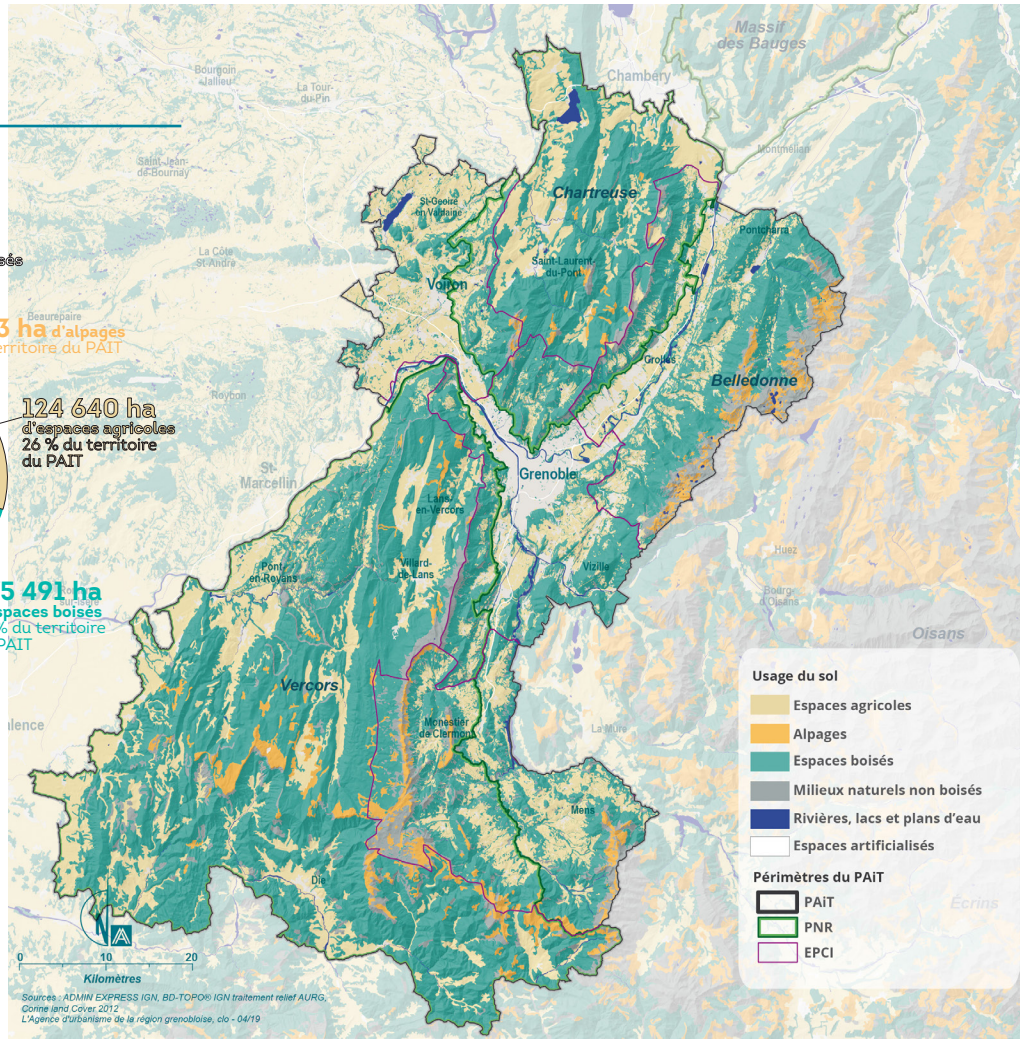 Massif
des Bauges
Chambéry
Bourgoin
-Jallieu
La Tour-
du-Pin
Montmélian
Saint-Jean-
de-Bournay
Chartreuse
St-Geoire
en Valdaine
Pontcharra
La Côte
St-André
sés
Saint-Laurent-
du-Pont
Voiron
Beaurepaire
3 ha d'alpages
erritoire du PAiT
Crolles
Belledonne
Roybon
124 640 ha
d'espaces agricoles
26 % du territoire
du PAIT
St-
Marcellin
Grenoble
Lans-
en-Vercors
Huez
Pont-
en-Royans
Villard-
de-Lans
Vizille
Bourg-
d'Oisans
5 491 ha
spaces boisés
% du territoire
PAIT
Oisans
Vercors
alence
Monestier
de Clermont
La Mure
Mens
Die
Ecrins
Usage du sol
Espaces agricoles
Alpages
Espaces boisés
Milieux naturels non boisés
Rivières, lacs et plans d'eau
Espaces artificialisés
Périmètres du PAiT
PAiT
PNR
EPCI
N
0 10 20
Kilomètres
Sources : ADMIN EXPRESS IGN, BD-TOPO® IGN traitement relief AURG,
Corine land Cover 2012
L'Agence d'urbanisme de la région grenobloise, clo - 04/19